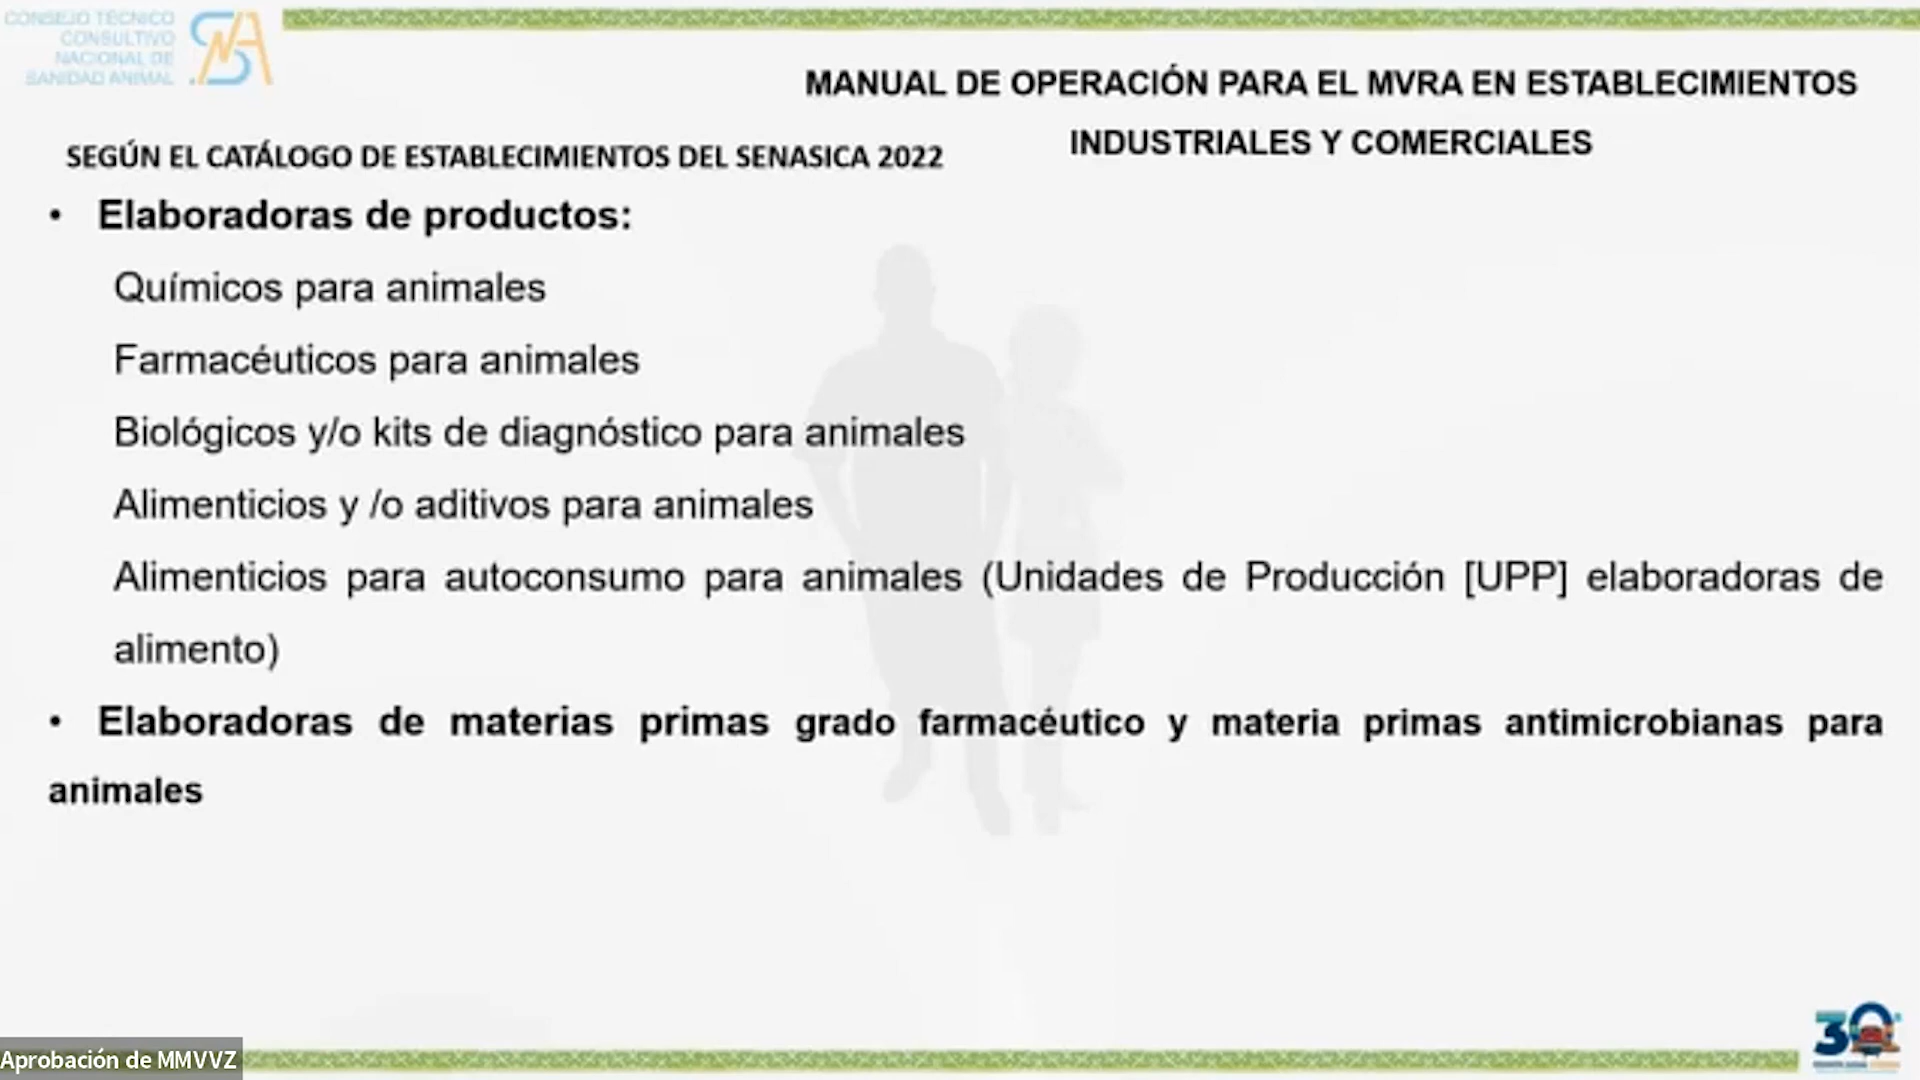 CONSEJO TÉCNICO
CONSULTIVO
NACIONAL DE
SANIDAD ANIMAL
MANUAL DE OPERACIÓN PARA EL MVRA EN ESTABLECIMIENTOS
INDUSTRIALES Y COMERCIALES
SEGÚN EL CATÁLOGO DE ESTABLECIMIENTOS DEL SENASICA 2022
• Elaboradoras de productos:
Químicos para animales
Farmacéuticos para animales
Biológicos y/o kits de diagnóstico para animales
Alimenticios y /o aditivos para animales
Alimenticios para autoconsumo para animales (Unidades de Producción [UPP] elaboradoras de
alimento)
• Elaboradoras de materias primas grado farmacéutico y materia primas antimicrobianas para
animales
30
Aprobación de MMVVZ